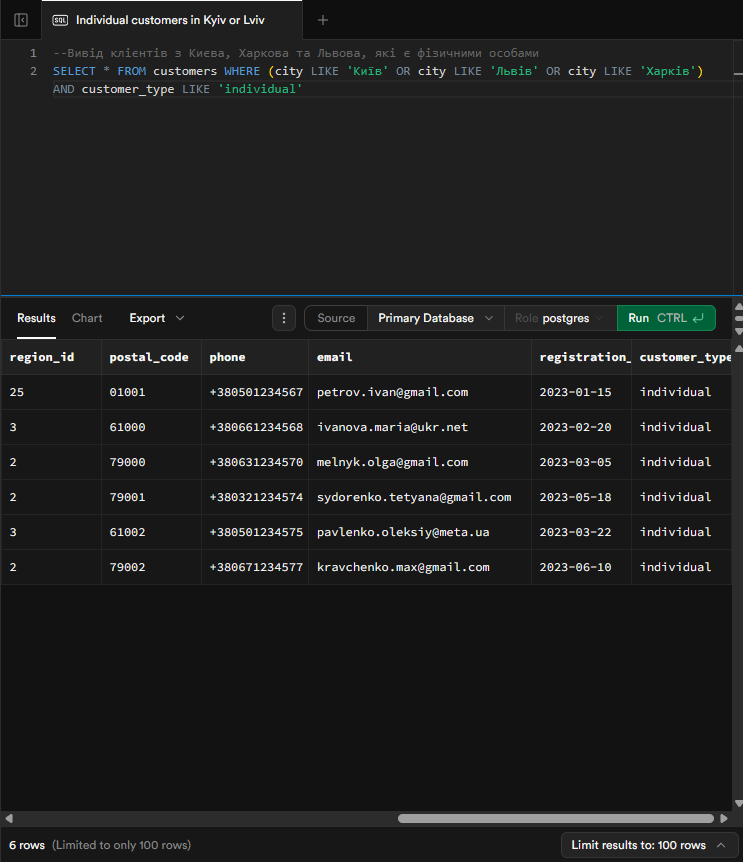 SQL Individual customers in Kyiv or Lviv +
1 --Вивід клієнтів з Києва, Харкова та Львова, які є фізичними особами
2 SELECT * FROM customers WHERE (city LIKE 'Київ' OR city LIKE 'Львів' OR city LIKE 'Харків')
AND customer_type LIKE 'individual'
Results Chart Export Source Primary Database Role postgres Run CTRL
region_id postal_code phone email registration_ customer_type
25 01001 +380501234567 petrov.ivan@gmail.com 2023-01-15 individual
3 61000 +380661234568 ivanova.maria@ukr.net 2023-02-20 individual
2 79000 +380631234570 melnyk.olga@gmail.com 2023-03-05 individual
2 79001 +380321234574 sydorenko.tetyana@gmail.com 2023-05-18 individual
3 61002 +380501234575 pavlenko.oleksiy@meta.ua 2023-03-22 individual
2 79002 +380671234577 kravchenko.max@gmail.com 2023-06-10 individual
6 rows (Limited to only 100 rows) Limit results to: 100 rows